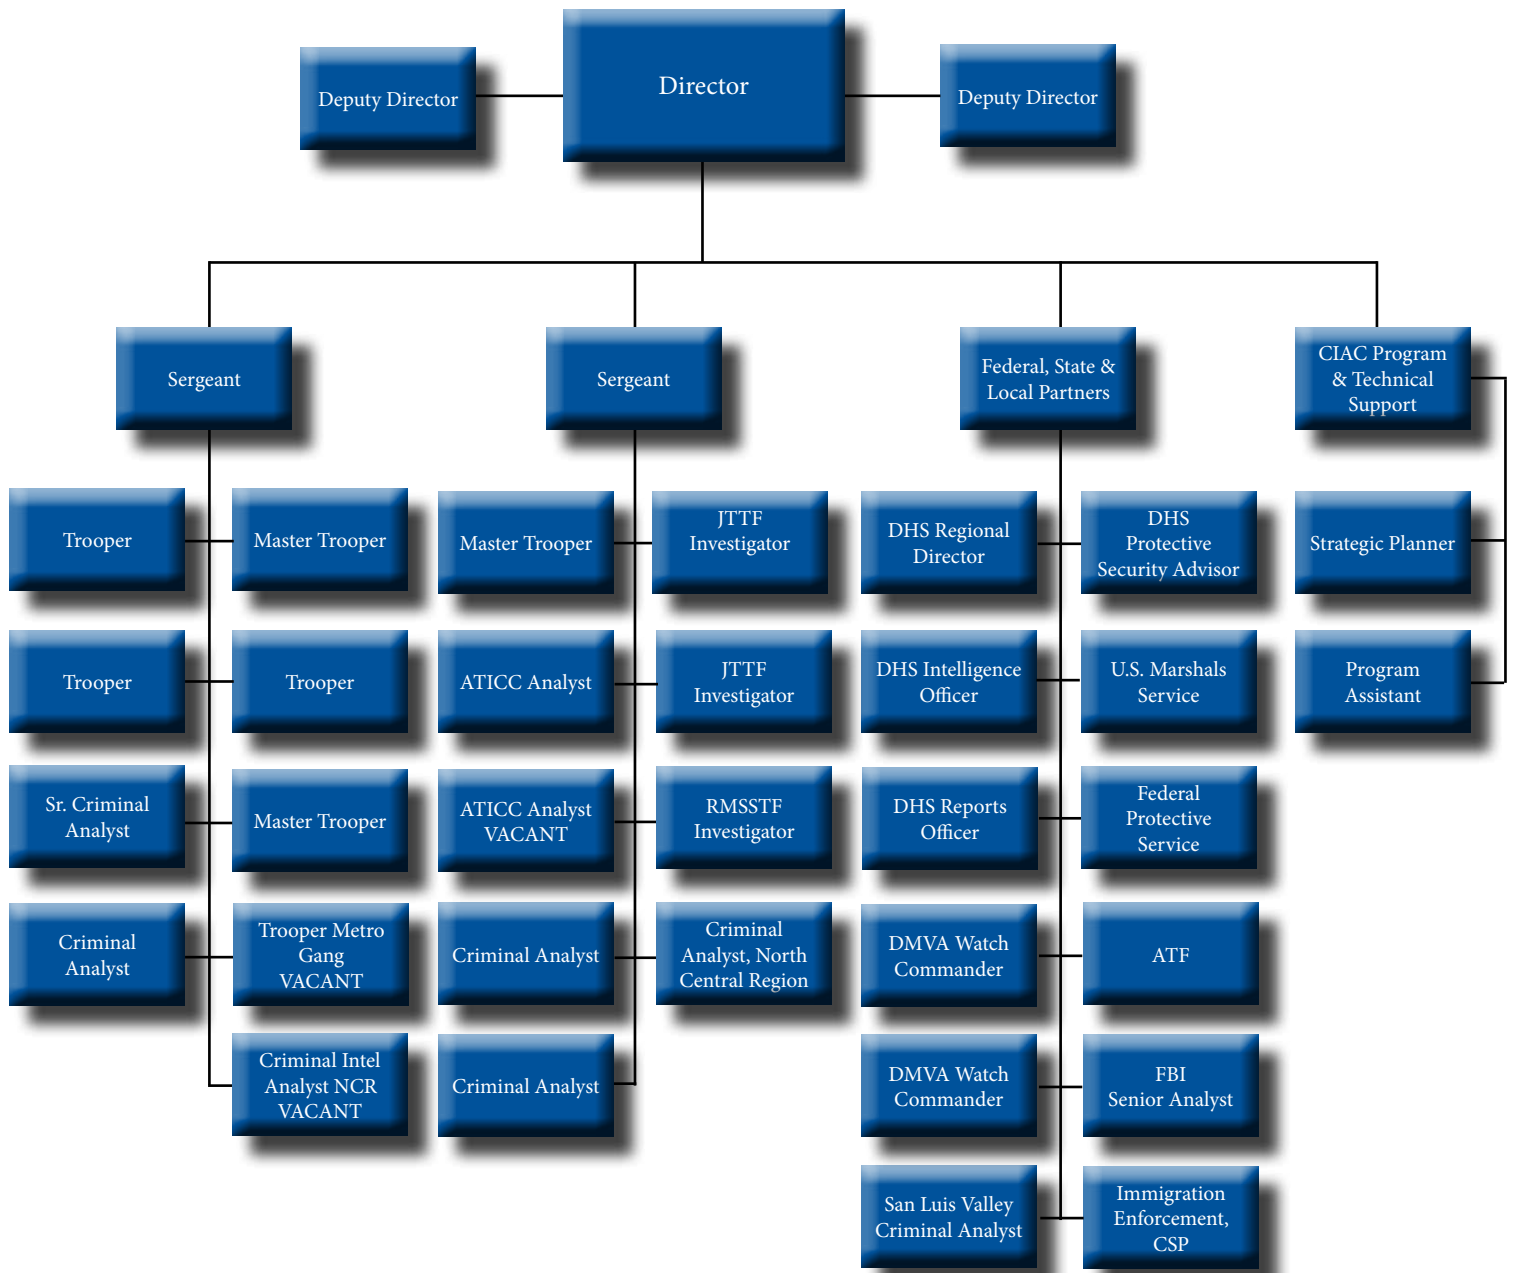 Director
Deputy Director
Deputy Director
Sergeant
Sergeant
Federal, State &
Local Partners
CIAC Program
& Technical
Support
Trooper
Master Trooper
Trooper
Trooper
Sr. Criminal
Analyst
Master Trooper
Criminal
Analyst
Trooper Metro
Gang
VACANT
Criminal Intel
Analyst NCR
VACANT
Master Trooper
JTTF
Investigator
ATICC Analyst
JTTF
Investigator
ATICC Analyst
VACANT
RMSSTF
Investigator
Criminal Analyst
Criminal
Analyst, North
Central Region
Criminal Analyst
DHS Regional
Director
DHS
Protective
Security Advisor
DHS Intelligence
Officer
U.S. Marshals
Service
DHS Reports
Officer
Federal
Protective
Service
DMVA Watch
Commander
ATF
DMVA Watch
Commander
FBI
Senior Analyst
San Luis Valley
Criminal Analyst
Immigration
Enforcement,
CSP
Strategic Planner
Program
Assistant